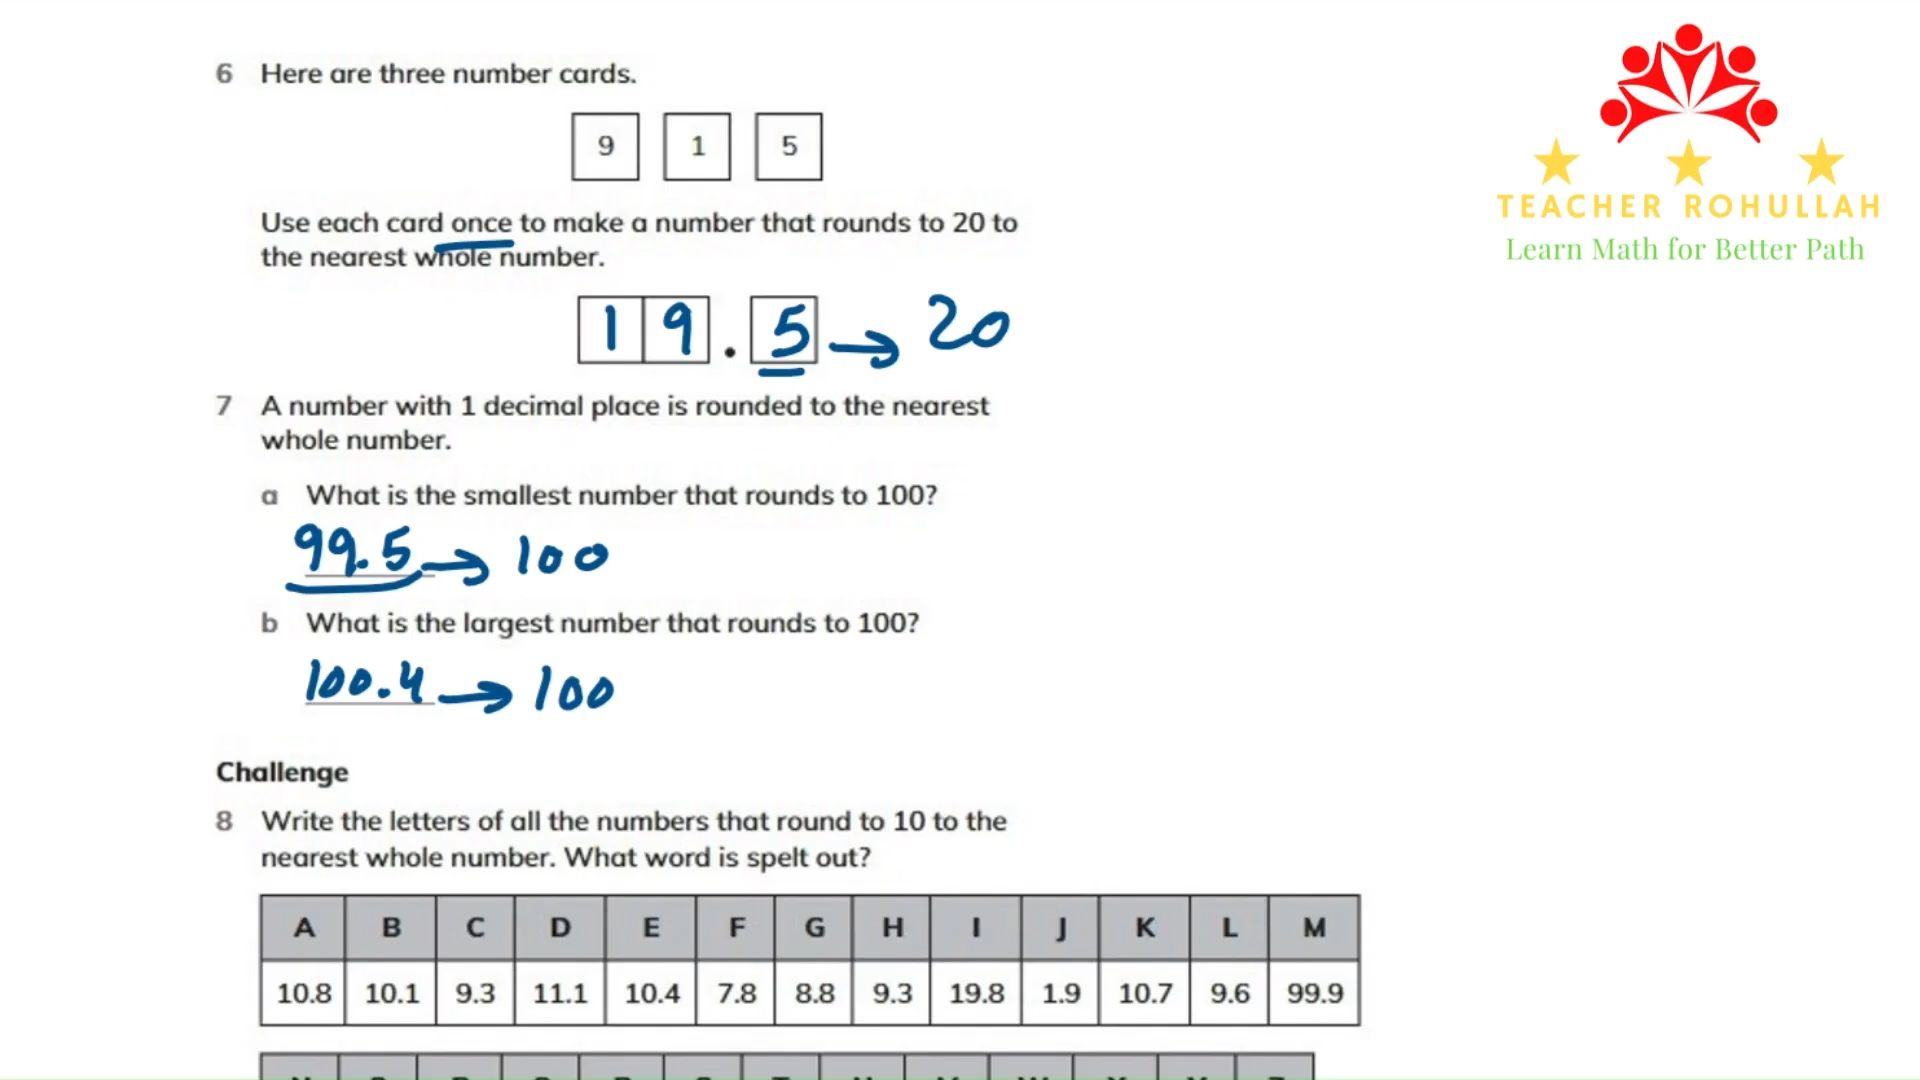 6 Here are three number cards.
9 1 5
Use each card once to make a number that rounds to 20 to
the nearest whole number.
1 9 . 5 → 20
7 A number with 1 decimal place is rounded to the nearest
whole number.
a What is the smallest number that rounds to 100?
99.5 → 100
b What is the largest number that rounds to 100?
100.4 → 100
Challenge
8 Write the letters of all the numbers that round to 10 to the
nearest whole number. What word is spelt out?
A B C D E F G H I J K L M
10.8 10.1 9.3 11.1 10.4 7.8 8.8 9.3 19.8 1.9 10.7 9.6 99.9
TEACHER ROHULLAH
Learn Math for Better Path